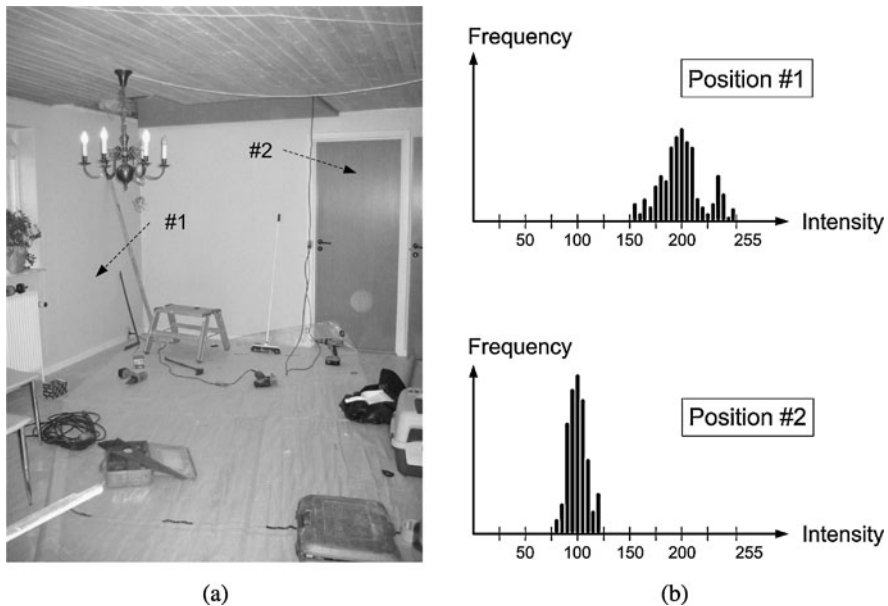 #1
#2
(a)
Frequency
Position #1
50 100 150 200 255
Intensity
Frequency
Position #2
50 100 150 200 255
Intensity
(b)